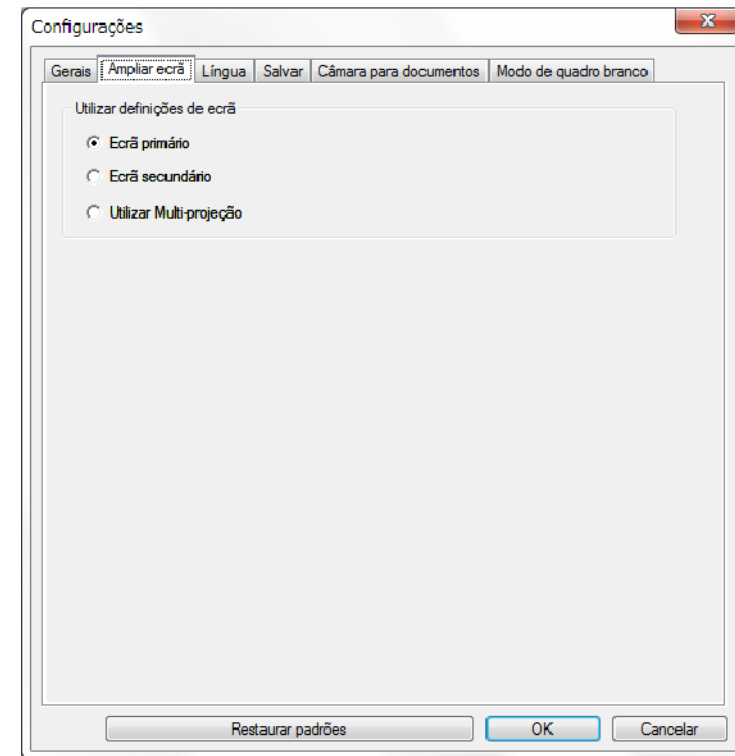 Configurações
Gerais Ampliar ecrã Língua Salvar Câmara para documentos Modo de quadro branco
Utilizar definições de ecrã
Ecrã primário
Ecrã secundário
Utilizar Multi-projeção
Restaurar padrões OK Cancelar